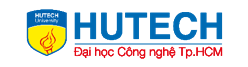 HUTECH
University
HUTECH
Đại học Công nghệ Tp.HCM